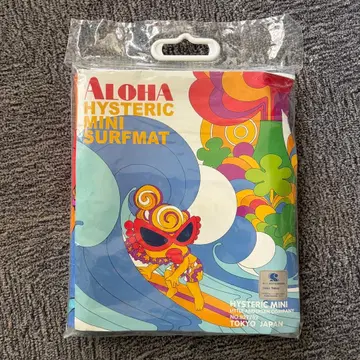 ALOHA
HYSTERIC
MINI
SURFMAT
HYSTERIC MINI
TOKYO JAPAN